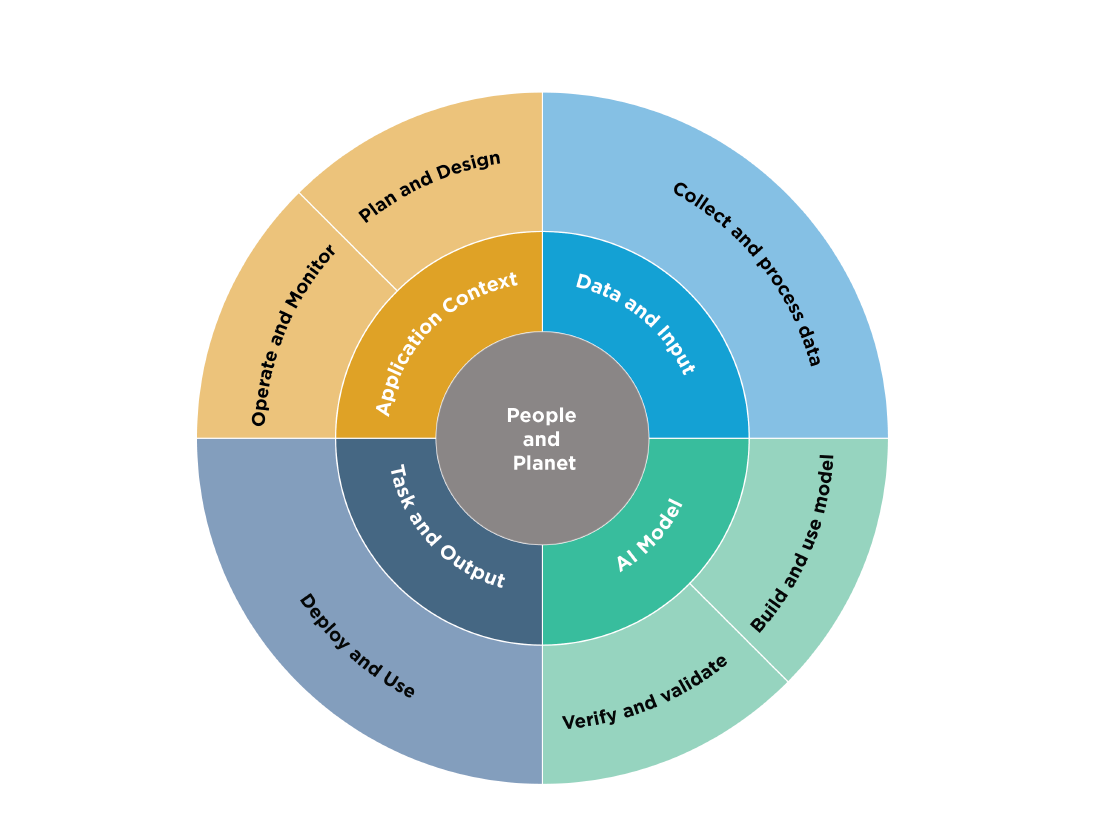 Plan and Design
Collect and process data
Operate and Monitor
Application Context
Data and Input
People
and
Planet
Task and Output
AI Model
Build and use model
Deploy and Use
Verify and validate